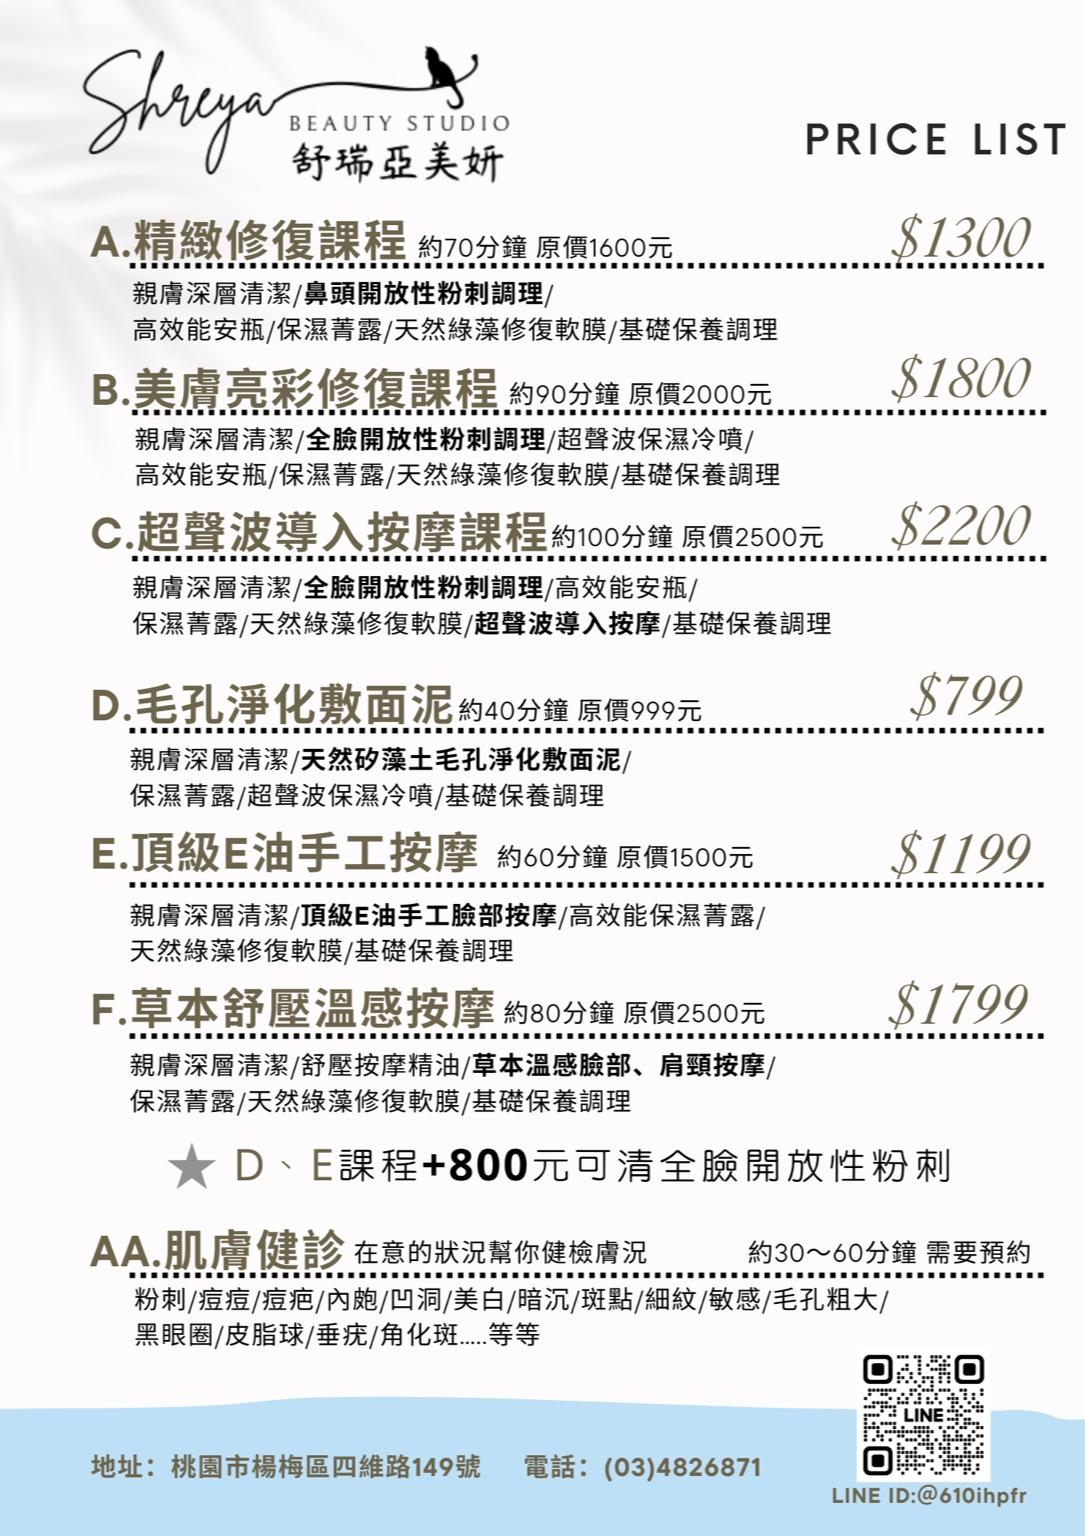 Shreya
BEAUTY STUDIO
舒瑞亞美妍
PRICE LIST
A.精緻修復課程 約70分鐘 原價1600元 $1300
親膚深層清潔/鼻頭開放性粉刺調理/
高效能安瓶/保濕菁露/天然綠藻修復軟膜/基礎保養調理
B.美膚亮彩修復課程 約90分鐘 原價2000元 $1800
親膚深層清潔/全臉開放性粉刺調理/超聲波保濕冷噴/
高效能安瓶/保濕菁露/天然綠藻修復軟膜/基礎保養調理
C.超聲波導入按摩課程 約100分鐘 原價2500元 $2200
親膚深層清潔/全臉開放性粉刺調理/高效能安瓶/
保濕菁露/天然綠藻修復軟膜/超聲波導入按摩/基礎保養調理
D.毛孔淨化敷面泥 約40分鐘 原價999元 $799
親膚深層清潔/天然矽藻土毛孔淨化敷面泥/
保濕菁露/超聲波保濕冷噴/基礎保養調理
E.頂級E油手工按摩 約60分鐘 原價1500元 $1199
親膚深層清潔/頂級E油手工臉部按摩/高效能保濕菁露/
天然綠藻修復軟膜/基礎保養調理
F.草本舒壓溫感按摩 約80分鐘 原價2500元 $1799
親膚深層清潔/舒壓按摩精油/草本溫感臉部、肩頸按摩/
保濕菁露/天然綠藻修復軟膜/基礎保養調理
★ D、E課程+800元可清全臉開放性粉刺
AA.肌膚健診 在意的狀況幫你健檢膚況 約30～60分鐘 需要預約
粉刺/痘痘/痘疤/內皰/凹洞/美白/暗沉/斑點/細紋/敏感/毛孔粗大/
黑眼圈/皮脂球/垂疣/角化斑.....等等
LINE
地址：桃園市楊梅區四維路149號 電話：(03)4826871
LINE ID:@610ihpfr